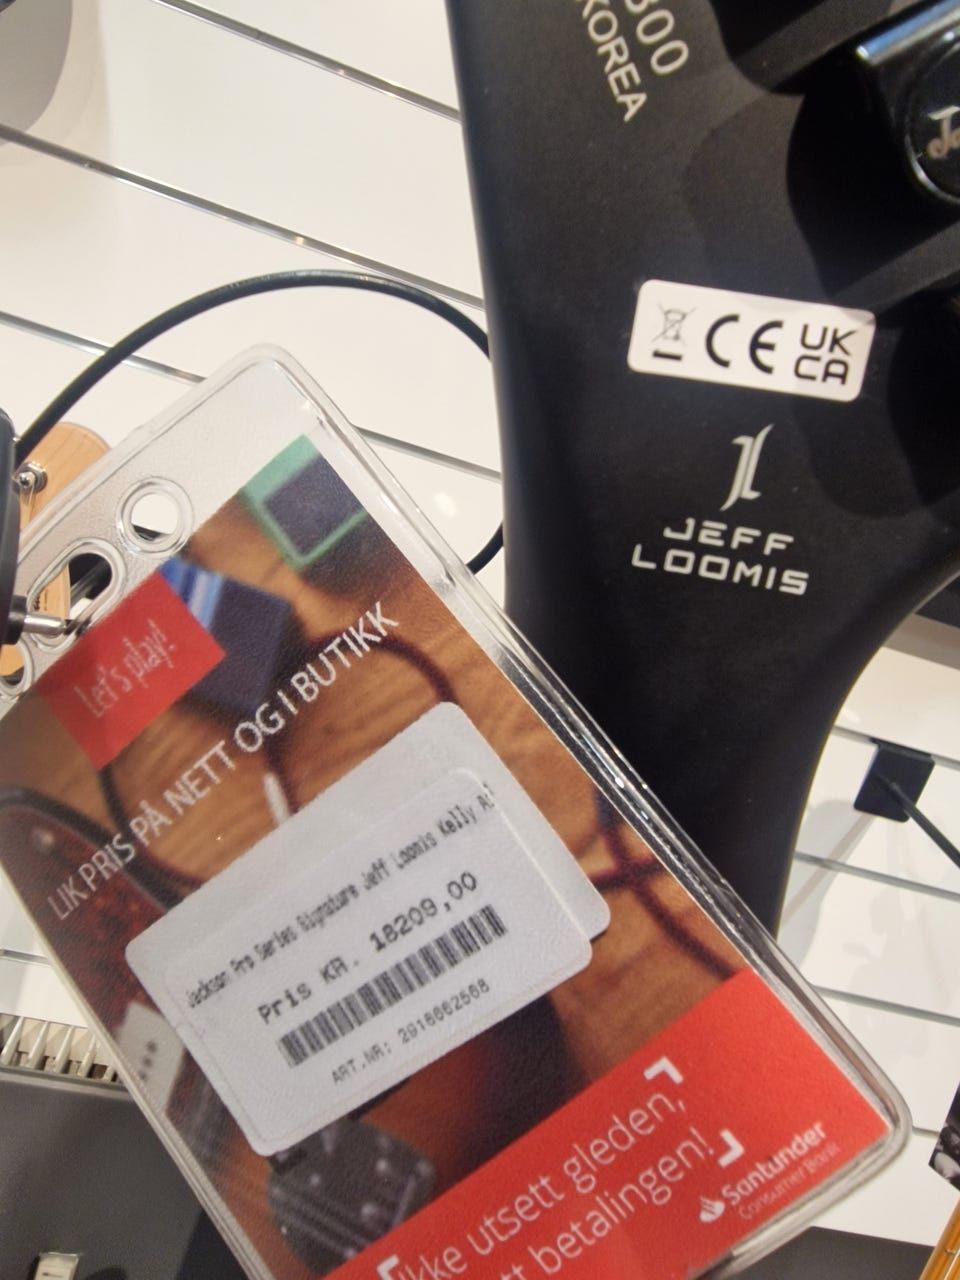 300
KOREA
CE
UK
CA
JEFF
LOOMIS
Let's play!
LIK PRIS PÅ NETT OG I BUTIKK
Jackson Pro Series Signature Jeff Loomis Kelly
Pris KR. 18209,00
ART.NR: 2918862568
Ikke utsett gleden,
betalingen!
Santander
Consumer Bank